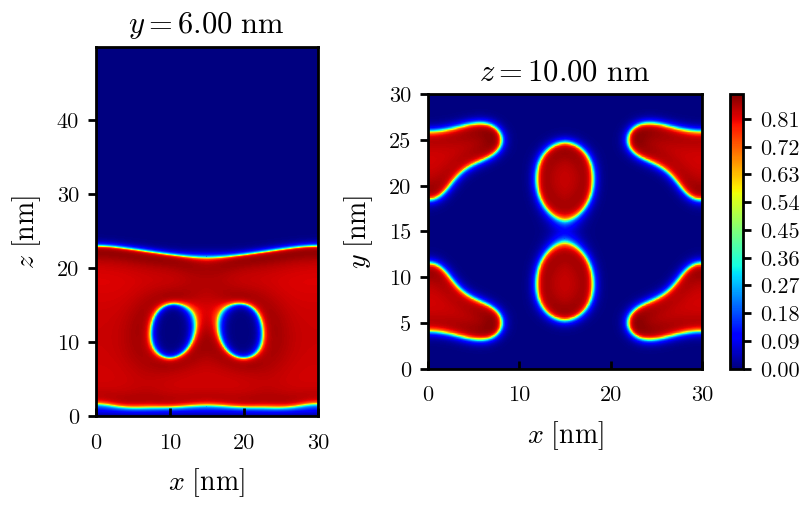 y = 6.00 nm
z [nm]
40
30
20
10
0
0 10 20 30
x [nm]
z = 10.00 nm
y [nm]
30
25
20
15
10
5
0
0 10 20 30
x [nm]
0.81
0.72
0.63
0.54
0.45
0.36
0.27
0.18
0.09
0.00